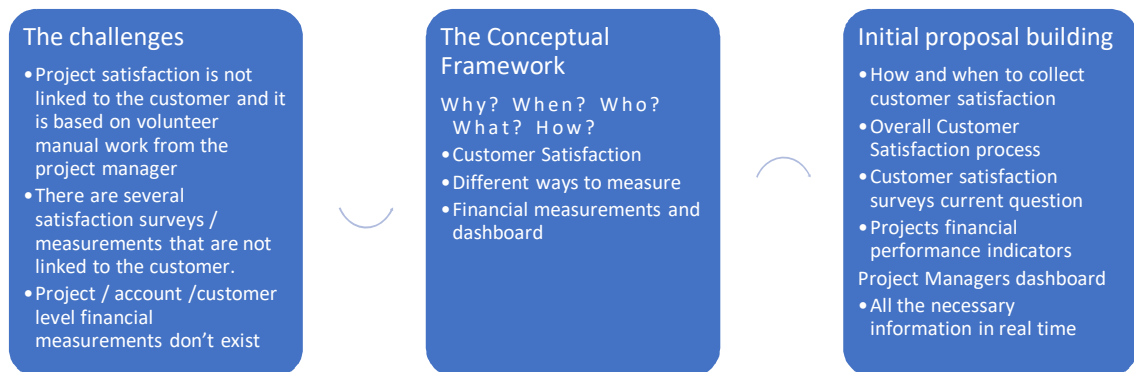 The challenges
•Project satisfaction is not
linked to the customer and it
is based on volunteer
manual work from the
project manager
•There are several
satisfaction surveys /
measurements that are not
linked to the customer.
•Project / account /customer
level financial
measurements don't exist
The Conceptual
Framework
Why? When? Who?
What? How?
•Customer Satisfaction
•Different ways to measure
•Financial measurements and
dashboard
Initial proposal building
•How and when to collect
customer satisfaction
•Overall Customer
Satisfaction process
•Customer satisfaction
surveys current question
•Projects financial
performance indicators
Project Managers dashboard
•All the necessary
information in real time